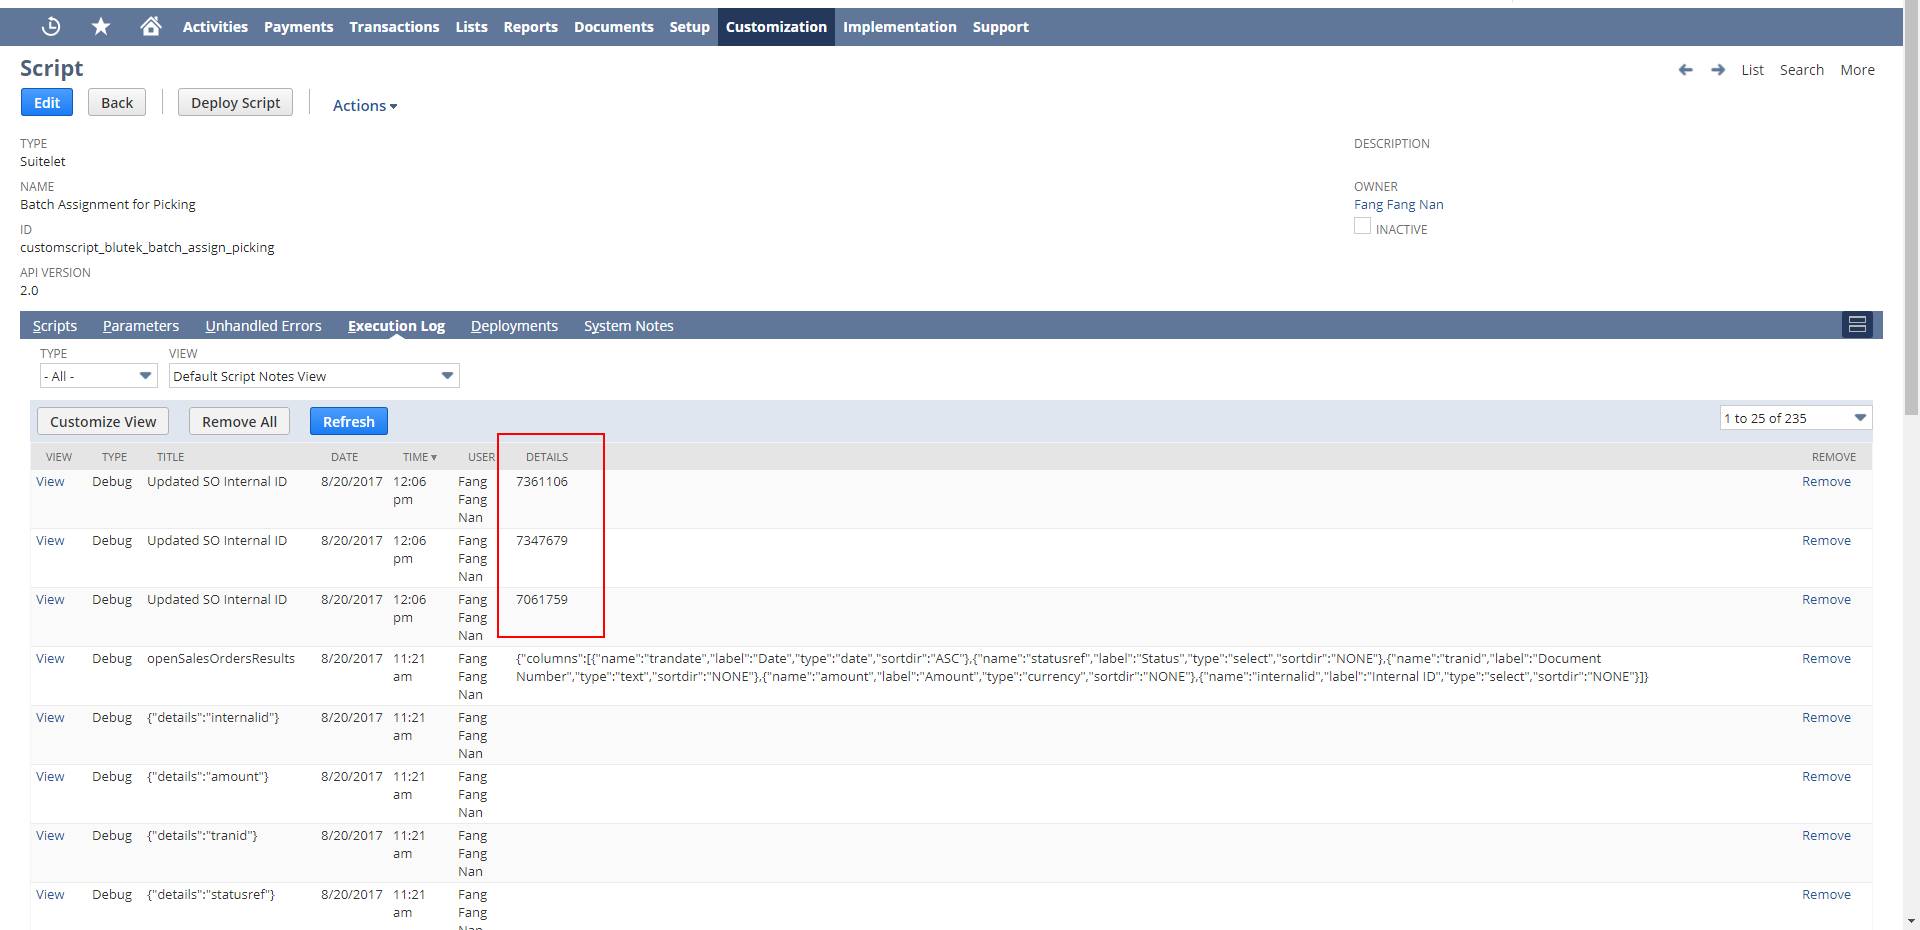 Activities Payments Transactions Lists Reports Documents Setup Customization Implementation Support
Script
List Search More
Edit Back Deploy Script Actions
TYPE
Suitelet
DESCRIPTION
NAME
Batch Assignment for Picking
OWNER
Fang Fang Nan
ID
customscript_blutek_batch_assign_picking
INACTIVE
API VERSION
2.0
Scripts Parameters Unhandled Errors Execution Log Deployments System Notes
TYPE VIEW
- All - Default Script Notes View
Customize View Remove All Refresh 1 to 25 of 235
VIEW TYPE TITLE DATE TIME USER DETAILS REMOVE
View Debug Updated SO Internal ID 8/20/2017 12:06 Fang 7361106 Remove
pm Fang
Nan
View Debug Updated SO Internal ID 8/20/2017 12:06 Fang 7347679 Remove
pm Fang
Nan
View Debug Updated SO Internal ID 8/20/2017 12:06 Fang 7061759 Remove
pm Fang
Nan
View Debug openSalesOrdersResults 8/20/2017 11:21 Fang {"columns":[{"name":"trandate","label":"Date","type":"date","sortdir":"ASC"},{"name":"statusref","label":"Status","type":"select","sortdir":"NONE"},{"name":"tranid","label":"Document Remove
am Fang Number","type":"text","sortdir":"NONE"},{"name":"amount","label":"Amount","type":"currency","sortdir":"NONE"},{"name":"internalid","label":"Internal ID","type":"select","sortdir":"NONE"}]}
Nan
View Debug {"details":"internalid"} 8/20/2017 11:21 Fang Remove
am Fang
Nan
View Debug {"details":"amount"} 8/20/2017 11:21 Fang Remove
am Fang
Nan
View Debug {"details":"tranid"} 8/20/2017 11:21 Fang Remove
am Fang
Nan
View Debug {"details":"statusref"} 8/20/2017 11:21 Fang Remove
am Fang
Nan